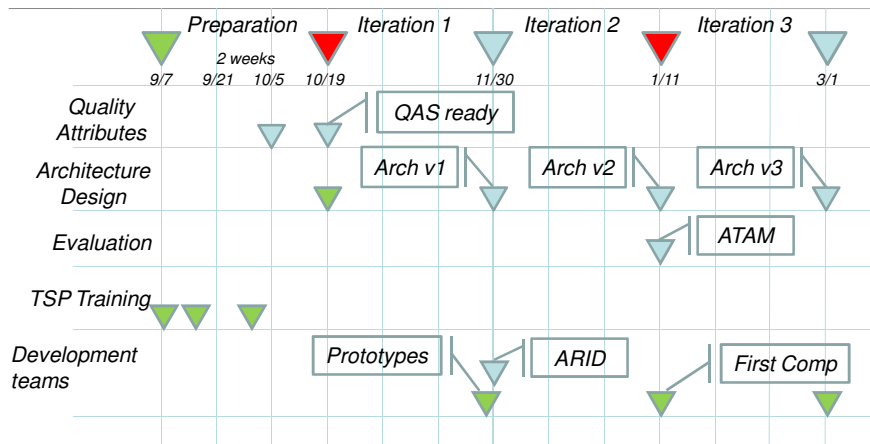 Preparation
Iteration 1
Iteration 2
Iteration 3
2 weeks
9/7
9/21
10/5
10/19
11/30
1/11
3/1
Quality
Attributes
QAS ready
Architecture
Design
Arch v1
Arch v2
Arch v3
Evaluation
ATAM
TSP Training
Development
teams
Prototypes
ARID
First Comp